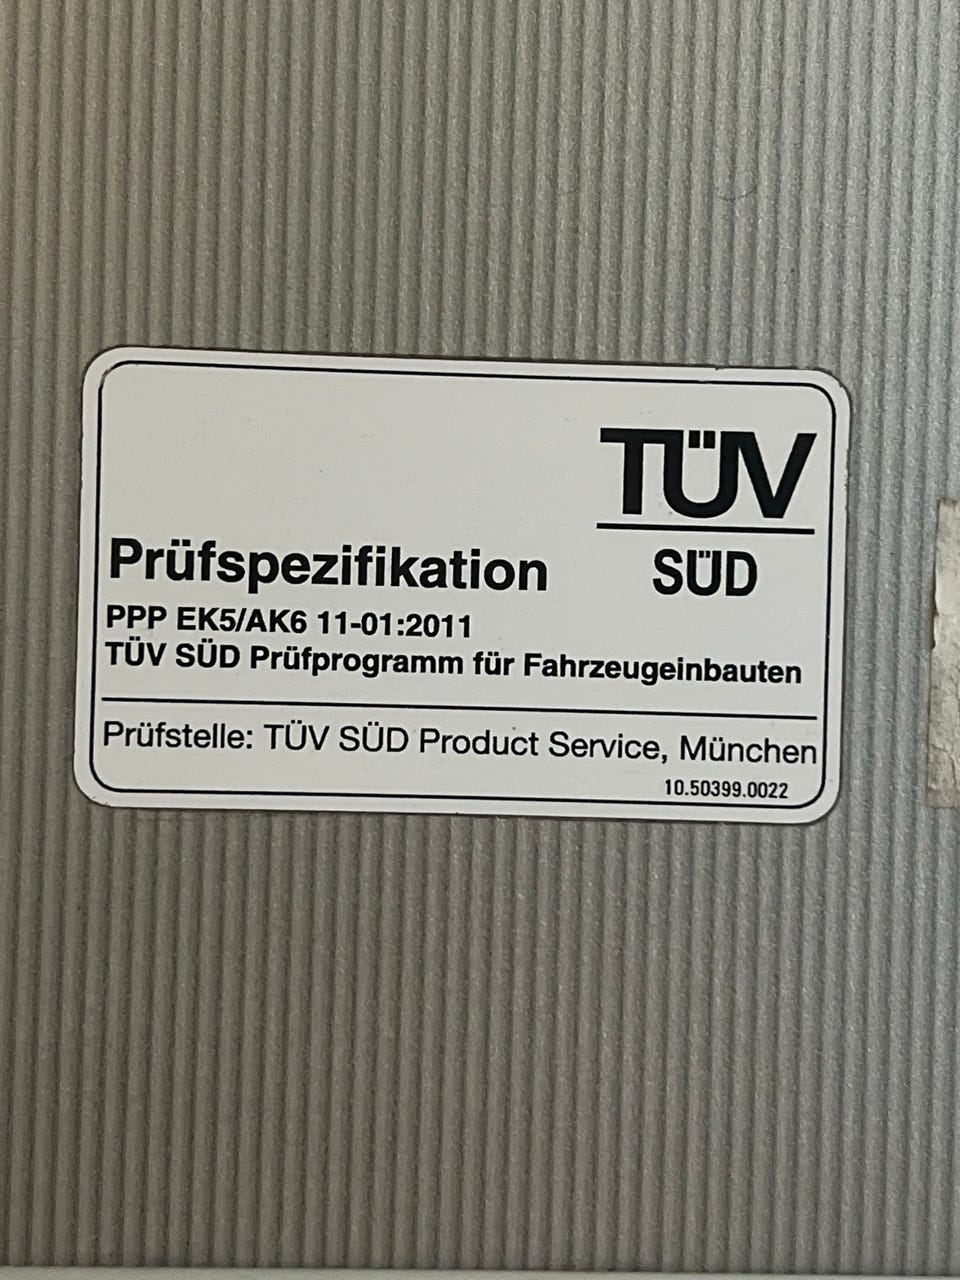 TÜV
SÜD
Prüfspezifikation
PPP EK5/AK6 11-01:2011
TÜV SÜD Prüfprogramm für Fahrzeugeinbauten
Prüfstelle: TÜV SÜD Product Service, München
10.50399.0022